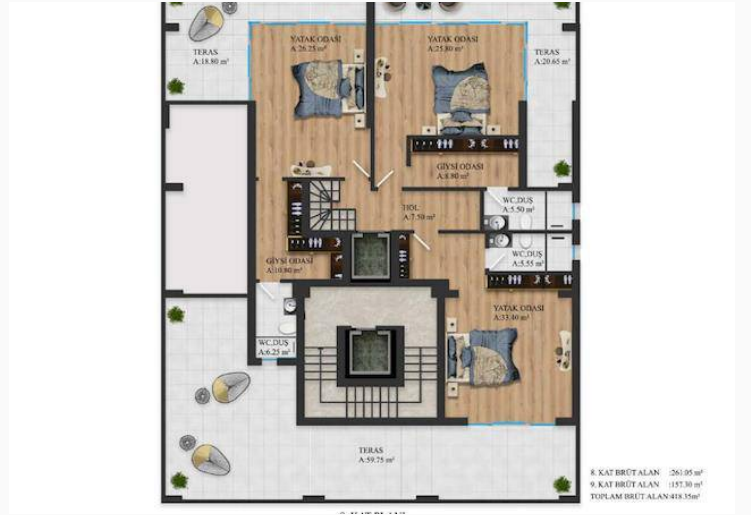 YATAK ODASI
A:26.25 m²
YATAK ODASI
A:25.80 m²
TERAS
A:18.80 m²
TERAS
A:20.65 m²
GİYSİ ODASI
A:8.80 m²
HOL
A:7.50 m²
WC,DUŞ
A:5.50 m²
WC,DUŞ
A:5.55 m²
GİYSİ ODASI
A:10.80 m²
YATAK ODASI
A:33.40 m²
WC,DUŞ
A:6.25 m²
TERAS
A:59.75 m²
8. KAT BRÜT ALAN :261.05 m²
9. KAT BRÜT ALAN :157.30 m²
TOPLAM BRÜT ALAN:418.35m²